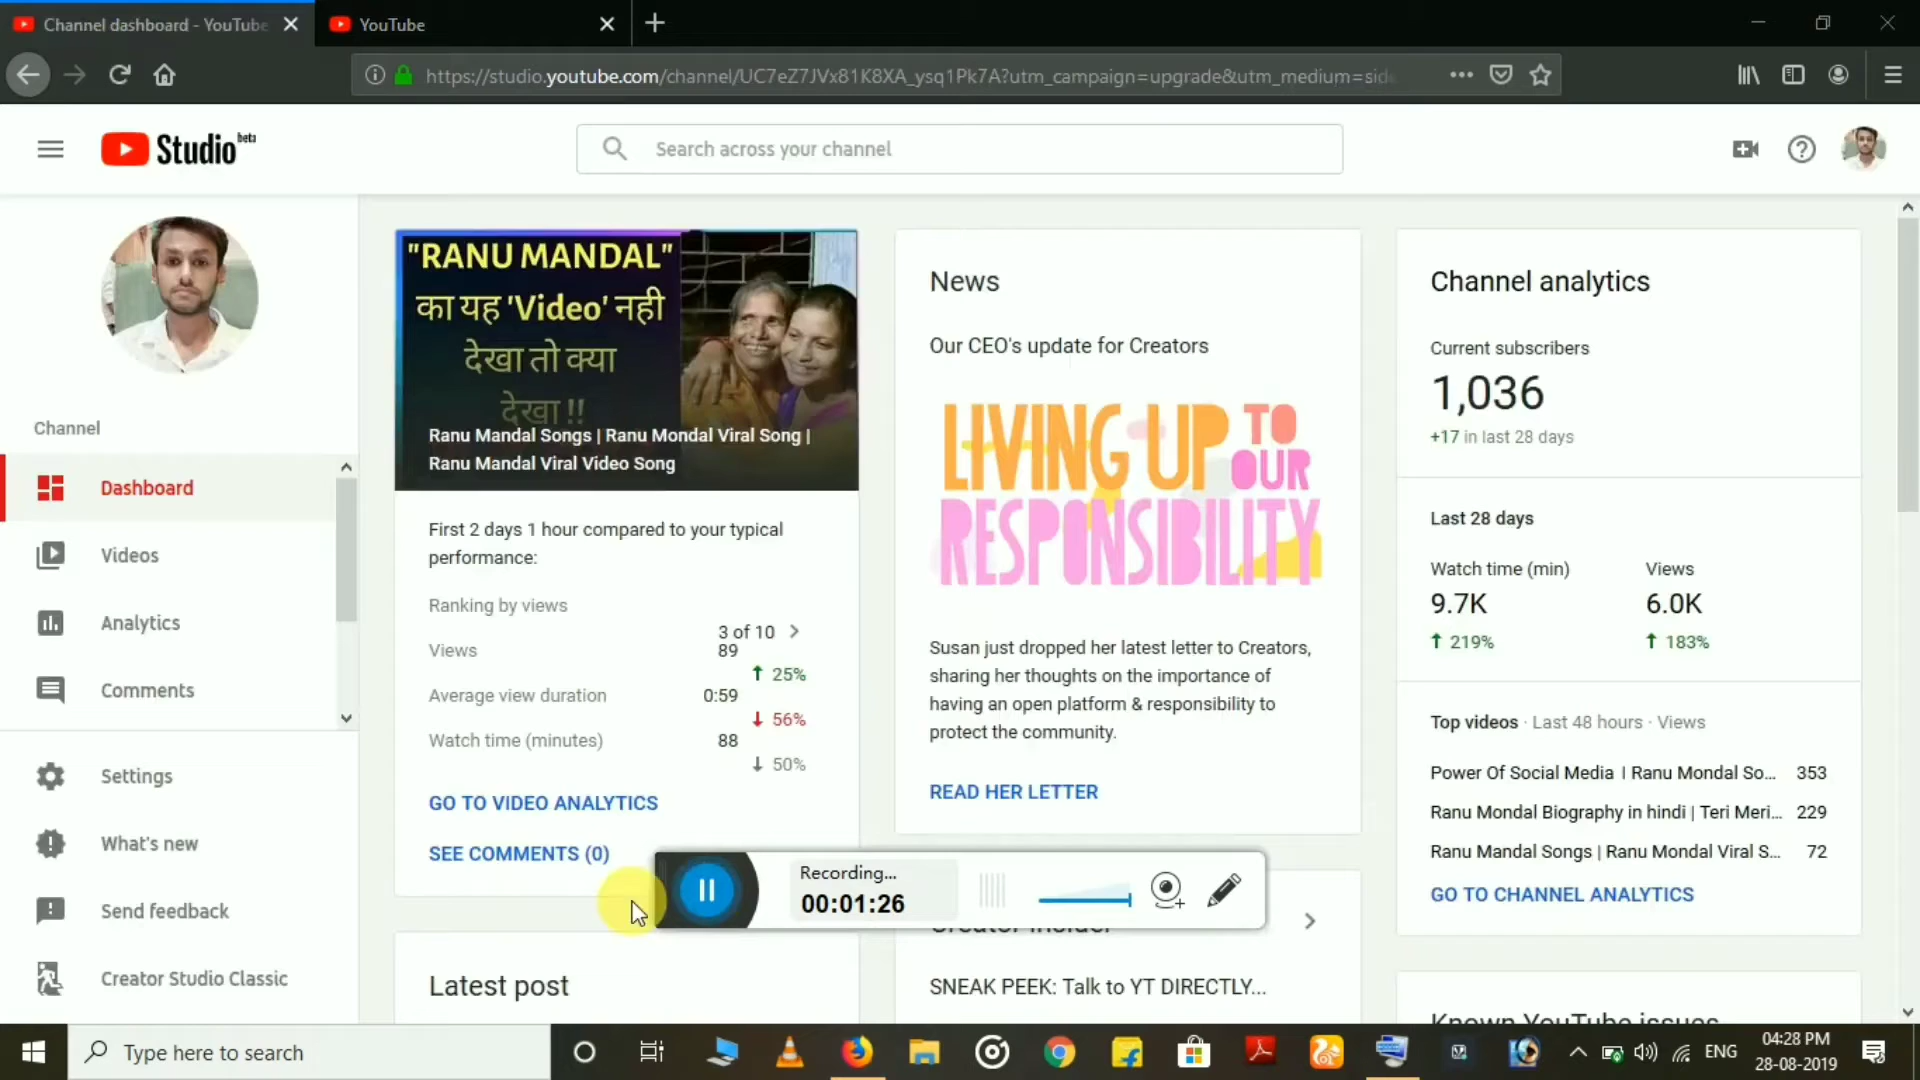 Channel dashboard - YouTube
YouTube
https://studio.youtube.com/channel/UC7eZ7JVx81K8XA_ysq1Pk7A?utm_campaign=upgrade&utm_medium=sid
Studio beta
Search across your channel
Channel
Dashboard
Videos
Analytics
Comments
Settings
What's new
Send feedback
Creator Studio Classic
"RANU MANDAL"
का यह 'Video' नही
देखा तो क्या
देखा !!
Ranu Mandal Songs | Ranu Mondal Viral Song |
Ranu Mandal Viral Video Song
First 2 days 1 hour compared to your typical
performance:
Ranking by views
3 of 10
Views
89
25%
Average view duration
0:59
56%
Watch time (minutes)
88
50%
GO TO VIDEO ANALYTICS
SEE COMMENTS (0)
Latest post
News
Our CEO's update for Creators
LIVING UP TO
OUR
RESPONSIBILITY
Susan just dropped her latest letter to Creators,
sharing her thoughts on the importance of
having an open platform & responsibility to
protect the community.
READ HER LETTER
Recording...
00:01:26
Creator Insider
SNEAK PEEK: Talk to YT DIRECTLY...
Channel analytics
Current subscribers
1,036
+17 in last 28 days
Last 28 days
Watch time (min)
9.7K
219%
Views
6.0K
183%
Top videos · Last 48 hours · Views
Power Of Social Media I Ranu Mondal So... 353
Ranu Mondal Biography in hindi | Teri Meri... 229
Ranu Mandal Songs | Ranu Mondal Viral S... 72
GO TO CHANNEL ANALYTICS
Known YouTube issues
Type here to search
ENG
04:28 PM
28-08-2019